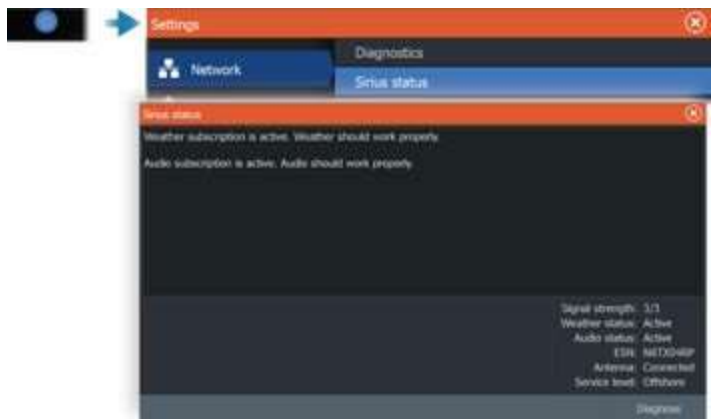 Settings
Network
Diagnostics
Sirius status
Sirius status
Weather subscription is active. Weather should work properly.
Audio subscription is active. Audio should work properly.
Signal strength: 3/3
Weather status: Active
Audio status: Active
ESN:
Antenna: Connected
Service level: Offshore
Diagnose